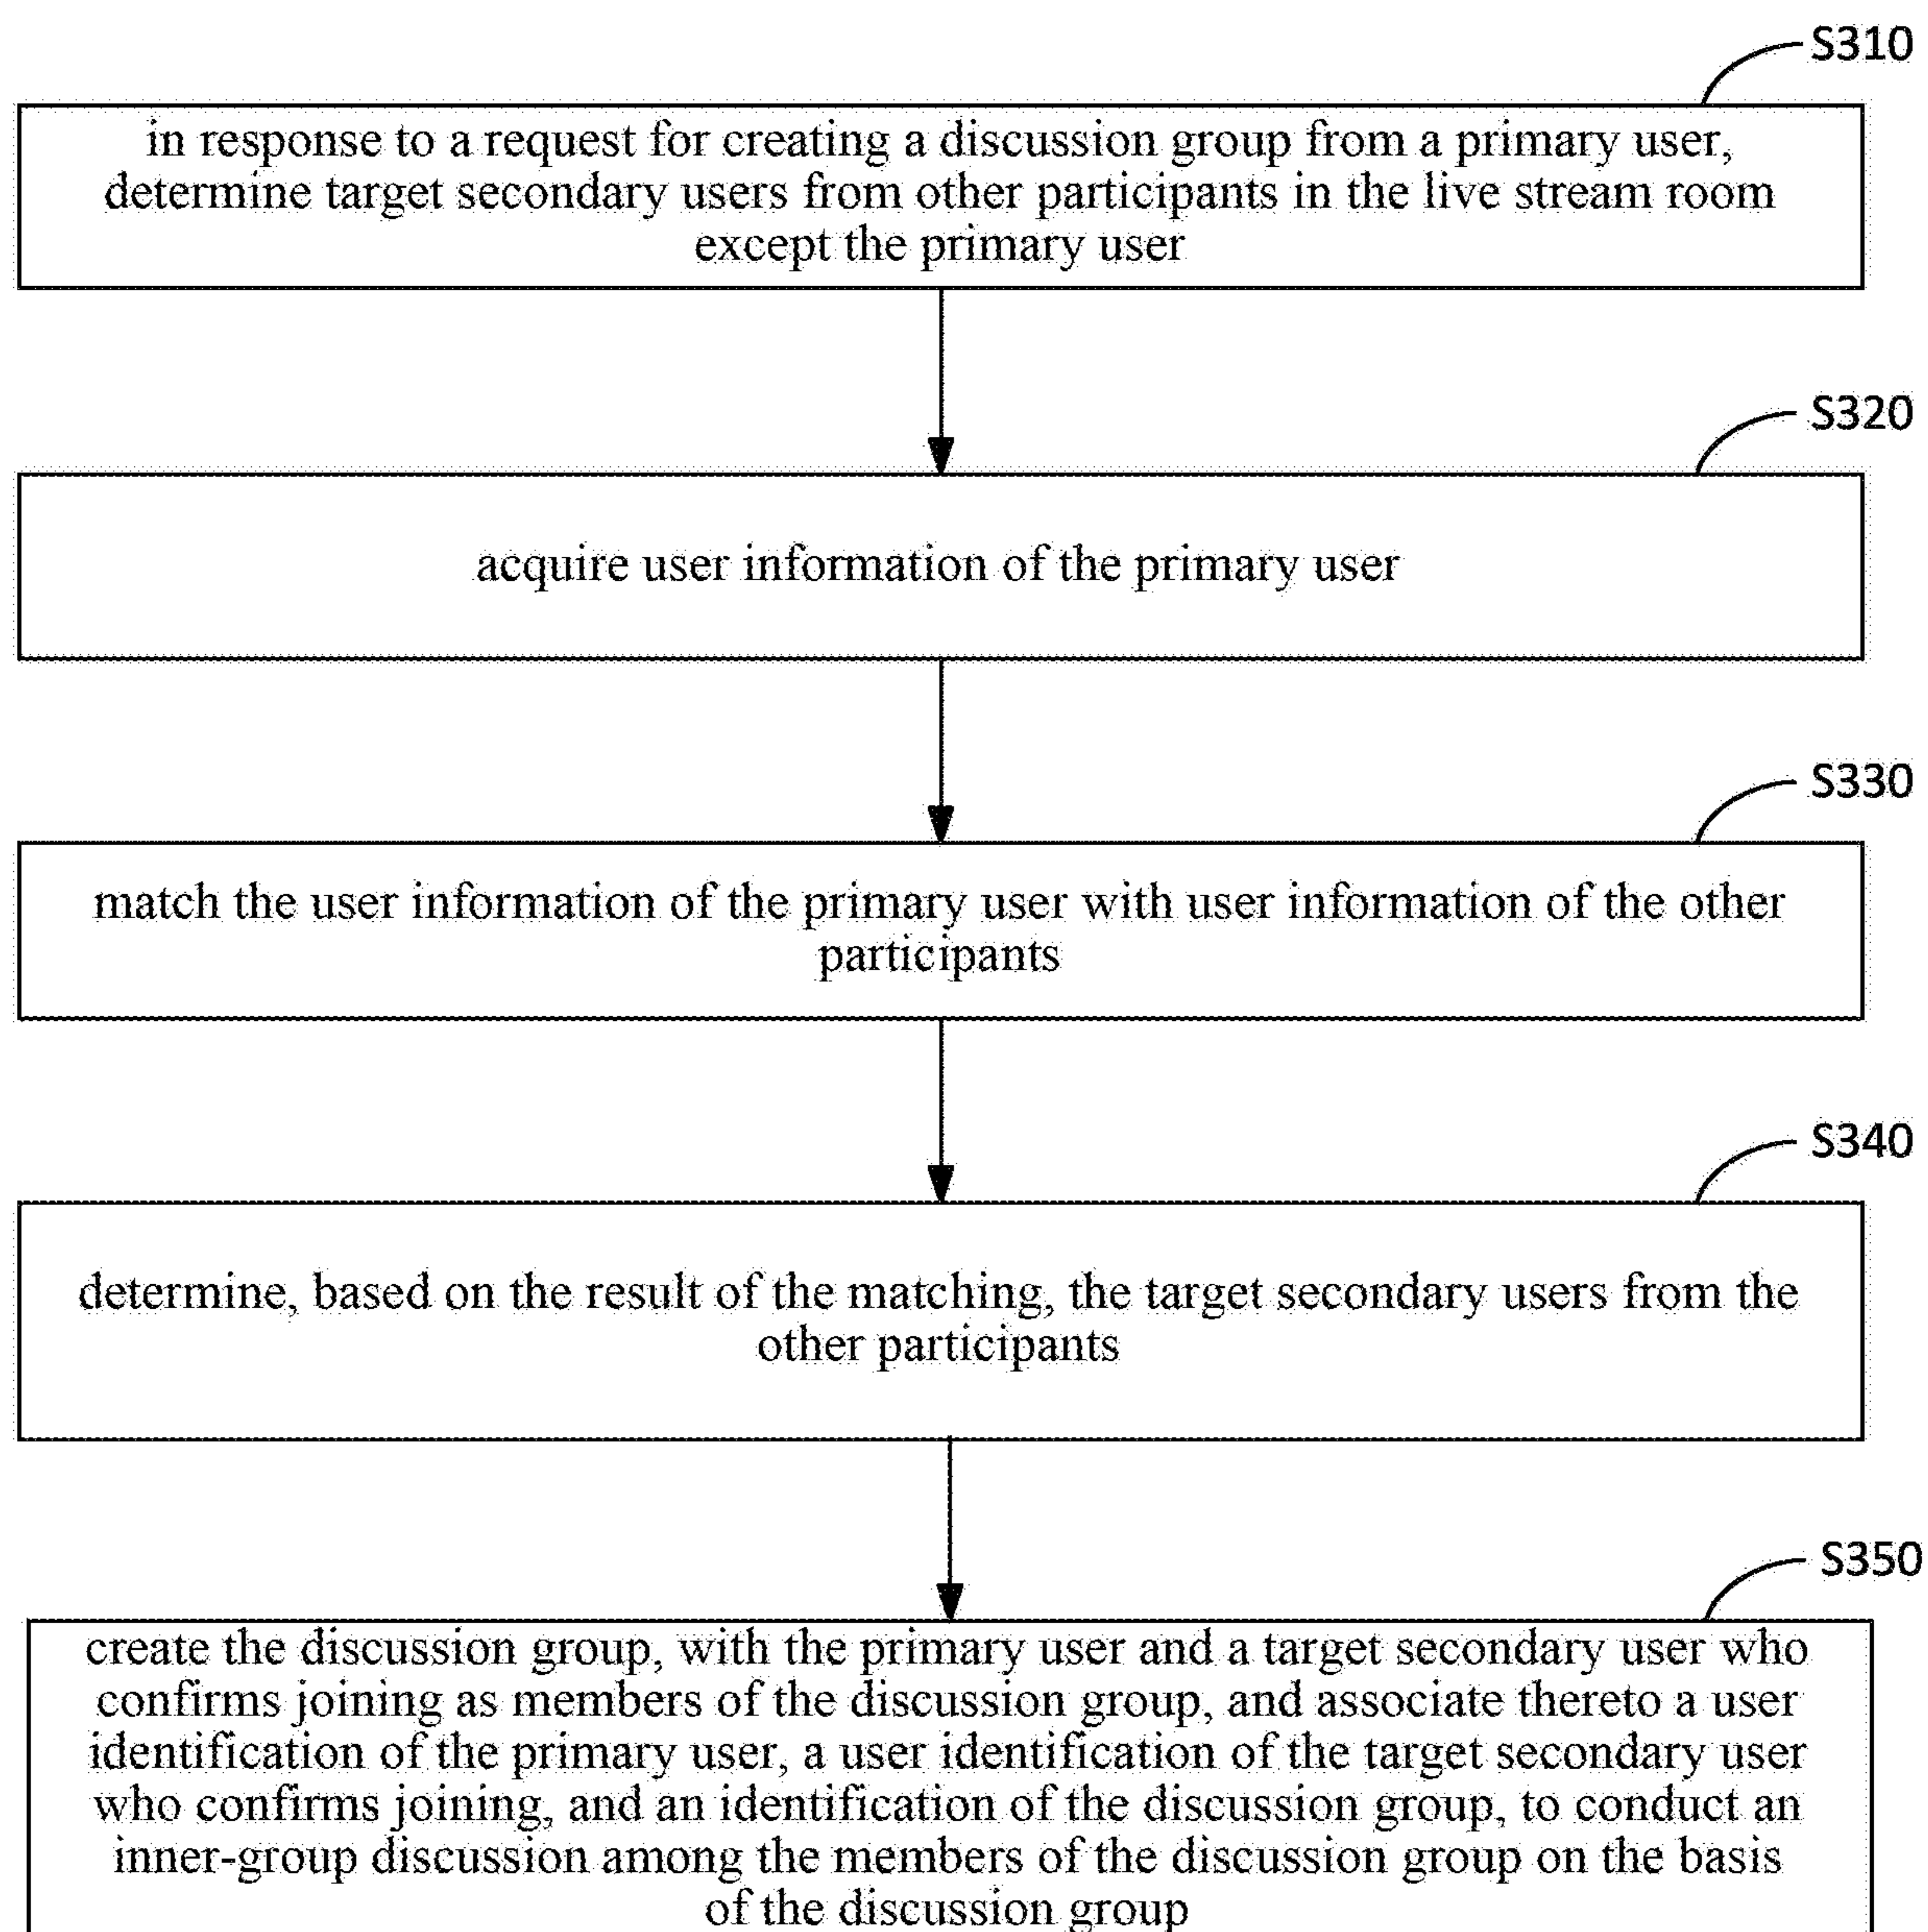 S310
in response to a request for creating a discussion group from a primary user,
determine target secondary users from other participants in the live stream room
except the primary user
S320
acquire user information of the primary user
S330
match the user information of the primary user with user information of the other
participants
S340
determine, based on the result of the matching, the target secondary users from the
other participants
S350
create the discussion group, with the primary user and a target secondary user who
confirms joining as members of the discussion group, and associate thereto a user
identification of the primary user, a user identification of the target secondary user
who confirms joining, and an identification of the discussion group, to conduct an
inner-group discussion among the members of the discussion group on the basis
of the discussion group